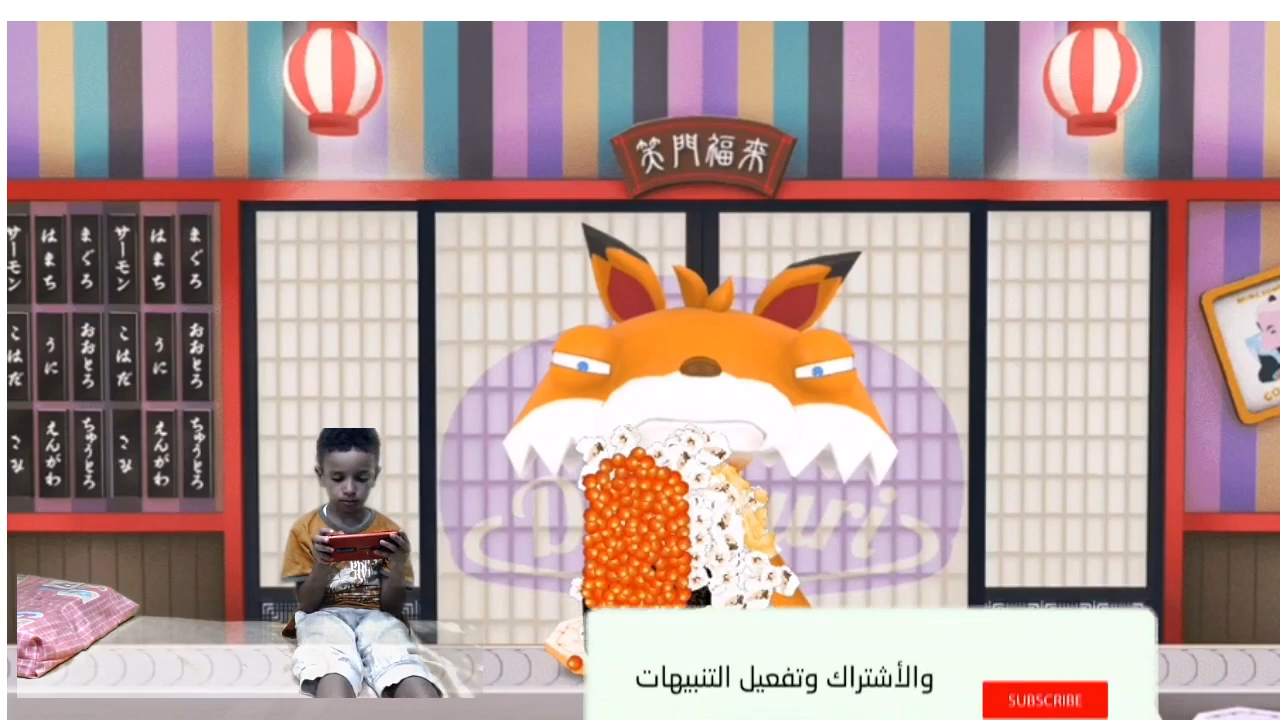 笑門福来
サーモン
はまち
まぐろ
サーモン
はまち
まぐろ
こはだ
うに
おおとろ
こはだ
うに
おおとろ
えんがわ
ちゅうとろ
えんがわ
ちゅうとろ
والأشتراك وتفعيل التنبيهات
SUBSCRIBE